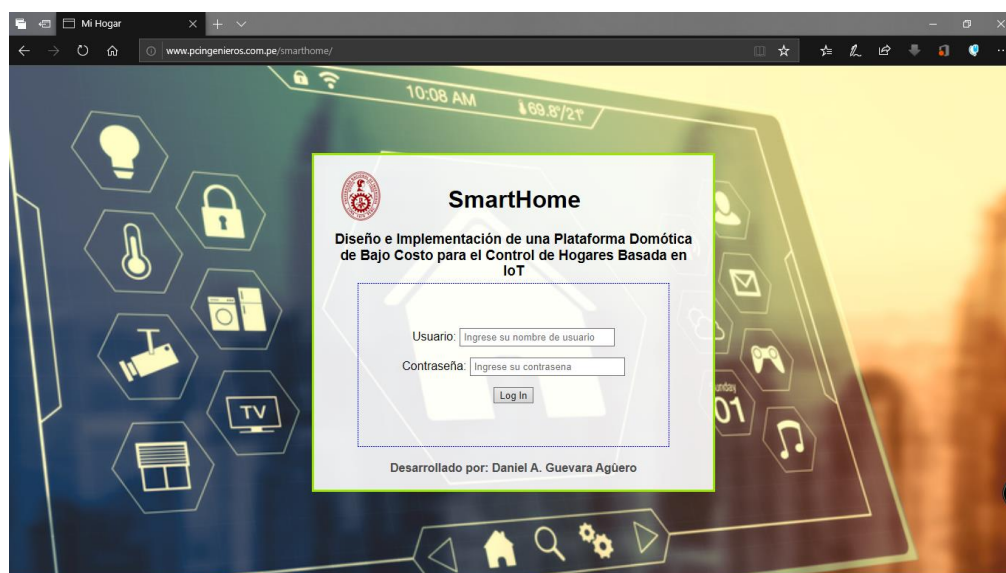 Mi Hogar
www.pcingenieros.com.pe/smarthome/
10:08 AM
69.8°/21°
SmartHome
Diseño e Implementación de una Plataforma Domótica
de Bajo Costo para el Control de Hogares Basada en
IoT
Usuario: Ingrese su nombre de usuario
Contraseña: Ingrese su contrasena
Log In
Desarrollado por: Daniel A. Guevara Agüero
TV
01